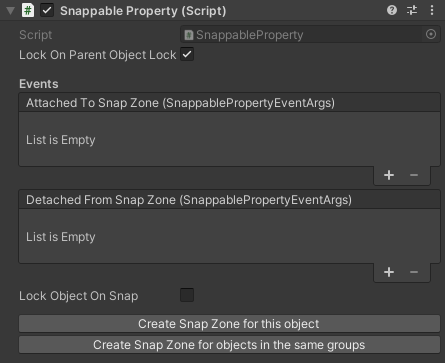 Snappable Property (Script)
Script
SnappableProperty
Lock On Parent Object Lock
Events
Attached To Snap Zone (SnappablePropertyEventArgs)
List is Empty
+ −
Detached From Snap Zone (SnappablePropertyEventArgs)
List is Empty
+ −
Lock Object On Snap
Create Snap Zone for this object
Create Snap Zone for objects in the same groups